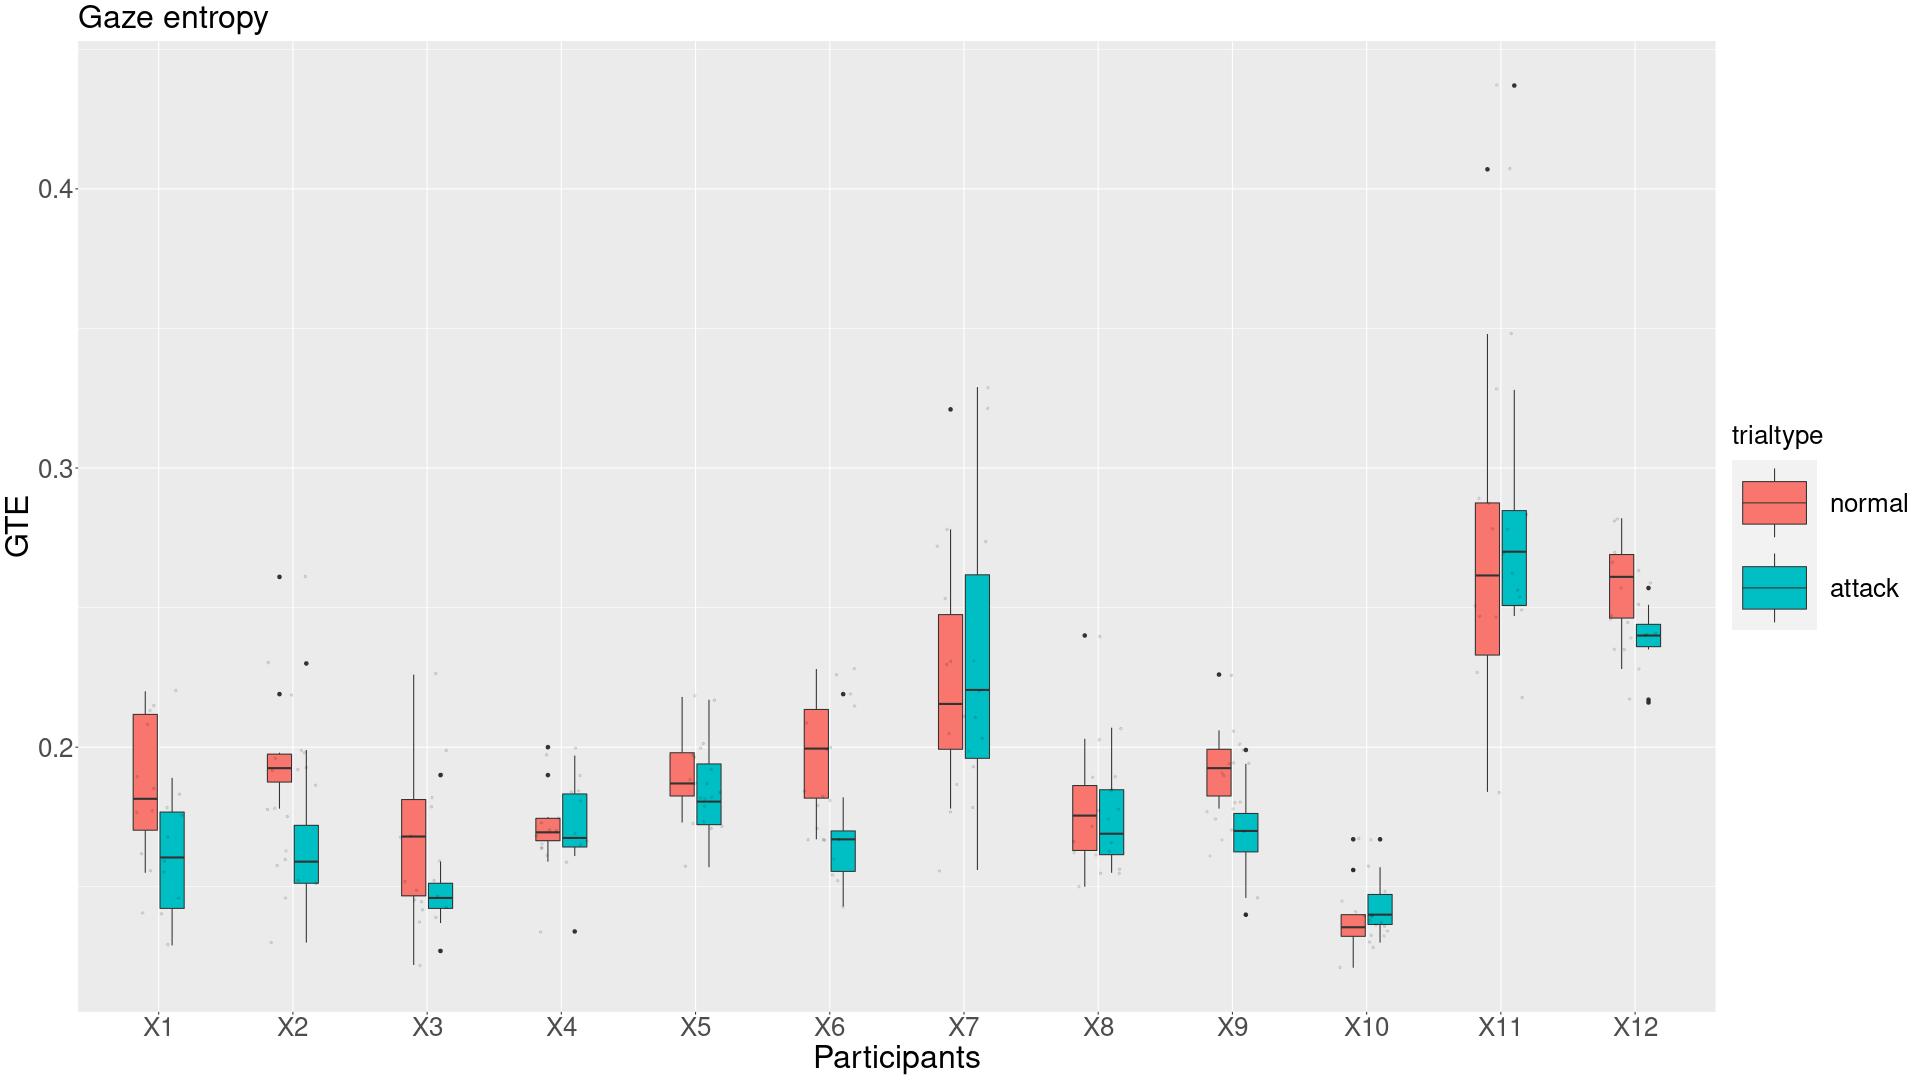 Gaze entropy
GTE
0.4
0.3
0.2
X1 X2 X3 X4 X5 X6 X7 X8 X9 X10 X11 X12
Participants
trialtype
normal
attack